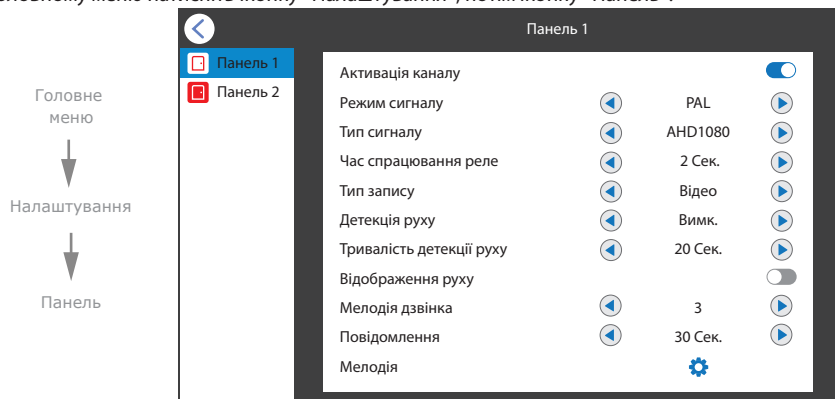 Панель 1
Панель 1
Панель 2
Головне
меню
Налаштування
Панель
Активація каналу
Режим сигналу PAL
Тип сигналу AHD1080
Час спрацювання реле 2 Сек.
Тип запису Відео
Детекція руху Вимк.
Тривалість детекції руху 20 Сек.
Відображення руху
Мелодія дзвінка 3
Повідомлення 30 Сек.
Мелодія